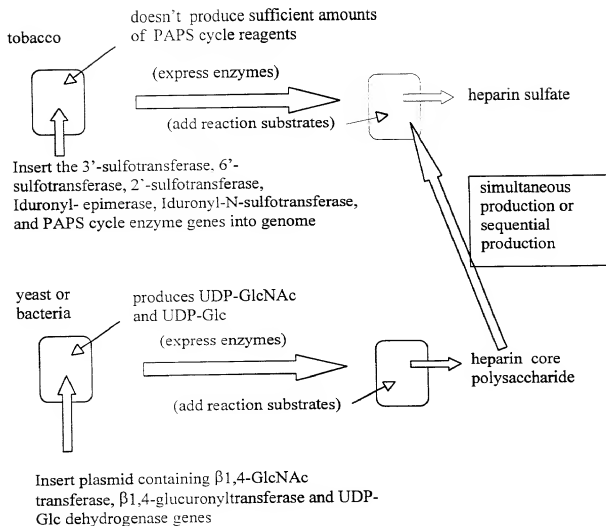 doesn't produce sufficient amounts
of PAPS cycle reagents
tobacco
(express enzymes)
heparin sulfate
(add reaction substrates)
Insert the 3'-sulfotransferase, 6'-
sulfotransferase, 2`-sulfotransferase,
Iduronyl- epimerase, Iduronyl-N-sulfotransferase,
and PAPS cycle enzyme genes into genome
simultaneous
production or
sequential
production
yeast or
bacteria
produces UDP-GlcNAc
and UDP-Glc
(express enzymes)
heparin core
polysaccharide
(add reaction substrates)
Insert plasmid containing β1,4-GlcNAc
transferase, β1,4-glucuronyltransferase and UDP-
Glc dehydrogenase genes